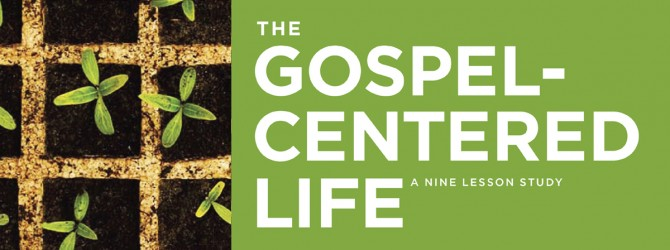 THE
GOSPEL-
CENTERED
LIFE
A NINE LESSON STUDY